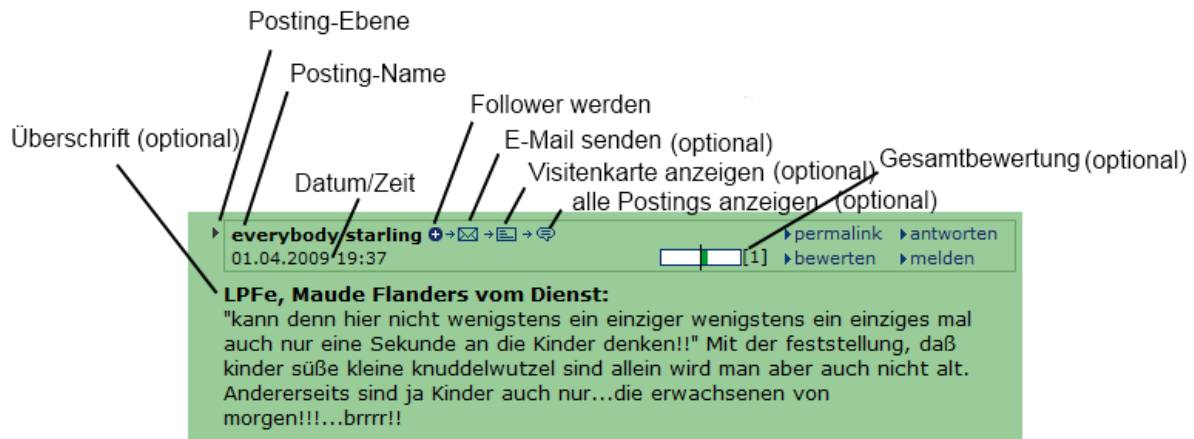 Posting-Ebene
Posting-Name
Follower werden
Überschrift (optional)
E-Mail senden (optional)
Visitenkarte anzeigen (optional)
Gesamtbewertung (optional)
Datum/Zeit
alle Postings anzeigen (optional)
everybody starling
permalink antworten
01.04.2009 19:37
[1] bewerten melden
LPFe, Maude Flanders vom Dienst:
"kann denn hier nicht wenigstens ein einziger wenigstens ein einziges mal
auch nur eine Sekunde an die Kinder denken!!" Mit der feststellung, daß
kinder süße kleine knuddelwutzel sind allein wird man aber auch nicht alt.
Andererseits sind ja Kinder auch nur...die erwachsenen von
morgen!!!...brrrr!!